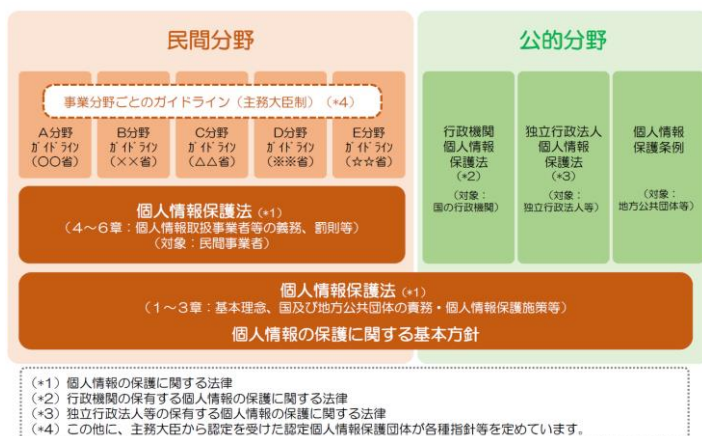 民間分野
公的分野
事業分野ごとのガイドライン（主務大臣制）（*4）
A分野
ガイドライン
（○○省）
B分野
ガイドライン
（××省）
C分野
ガイドライン
（△△省）
D分野
ガイドライン
（※※省）
E分野
ガイドライン
（☆☆省）
行政機関
個人情報
保護法
（*2）
（対象：
国の行政機関）
独立行政法人
個人情報
保護法
（*3）
（対象：
独立行政法人等）
個人情報
保護条例
（対象：
地方公共団体等）
個人情報保護法（*1）
（4～6章：個人情報取扱事業者等の義務、罰則等）
（対象：民間事業者）
個人情報保護法（*1）
（1～3章：基本理念、国及び地方公共団体の責務・個人情報保護施策等）
個人情報の保護に関する基本方針
（*1）個人情報の保護に関する法律
（*2）行政機関の保有する個人情報の保護に関する法律
（*3）独立行政法人等の保有する個人情報の保護に関する法律
（*4）この他に、主務大臣から認定を受けた認定個人情報保護団体が各種指針等を定めています。